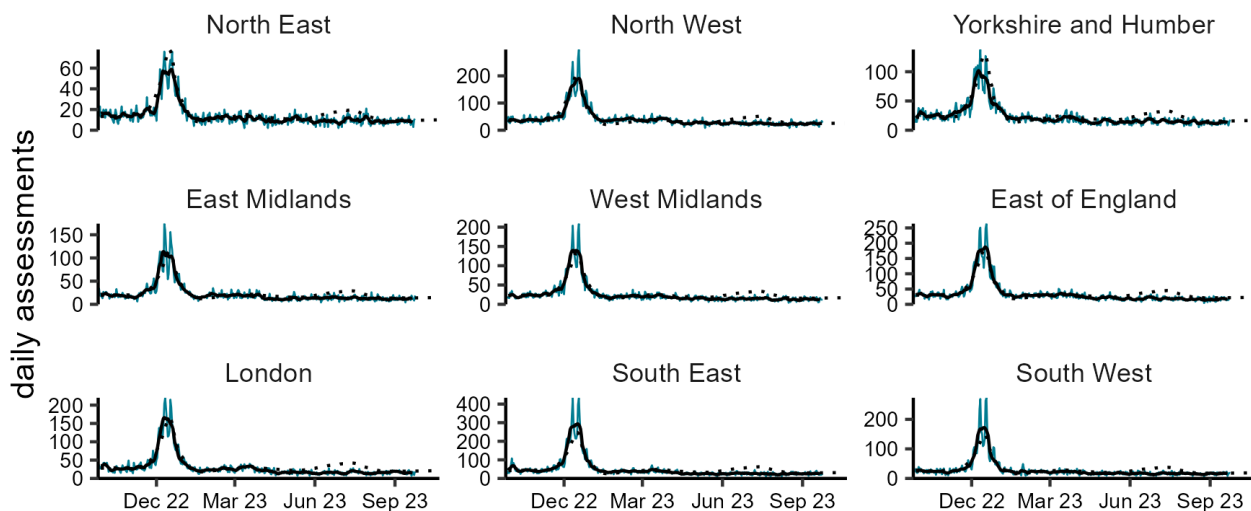 North East
North West
Yorkshire and Humber
60
40
20
0
200
100
0
100
50
0
daily assessments
East Midlands
West Midlands
East of England
150
100
50
0
200
150
100
50
0
250
200
150
100
50
0
London
South East
South West
200
150
100
50
0
400
300
200
100
0
200
100
0
Dec 22 Mar 23 Jun 23 Sep 23
Dec 22 Mar 23 Jun 23 Sep 23
Dec 22 Mar 23 Jun 23 Sep 23